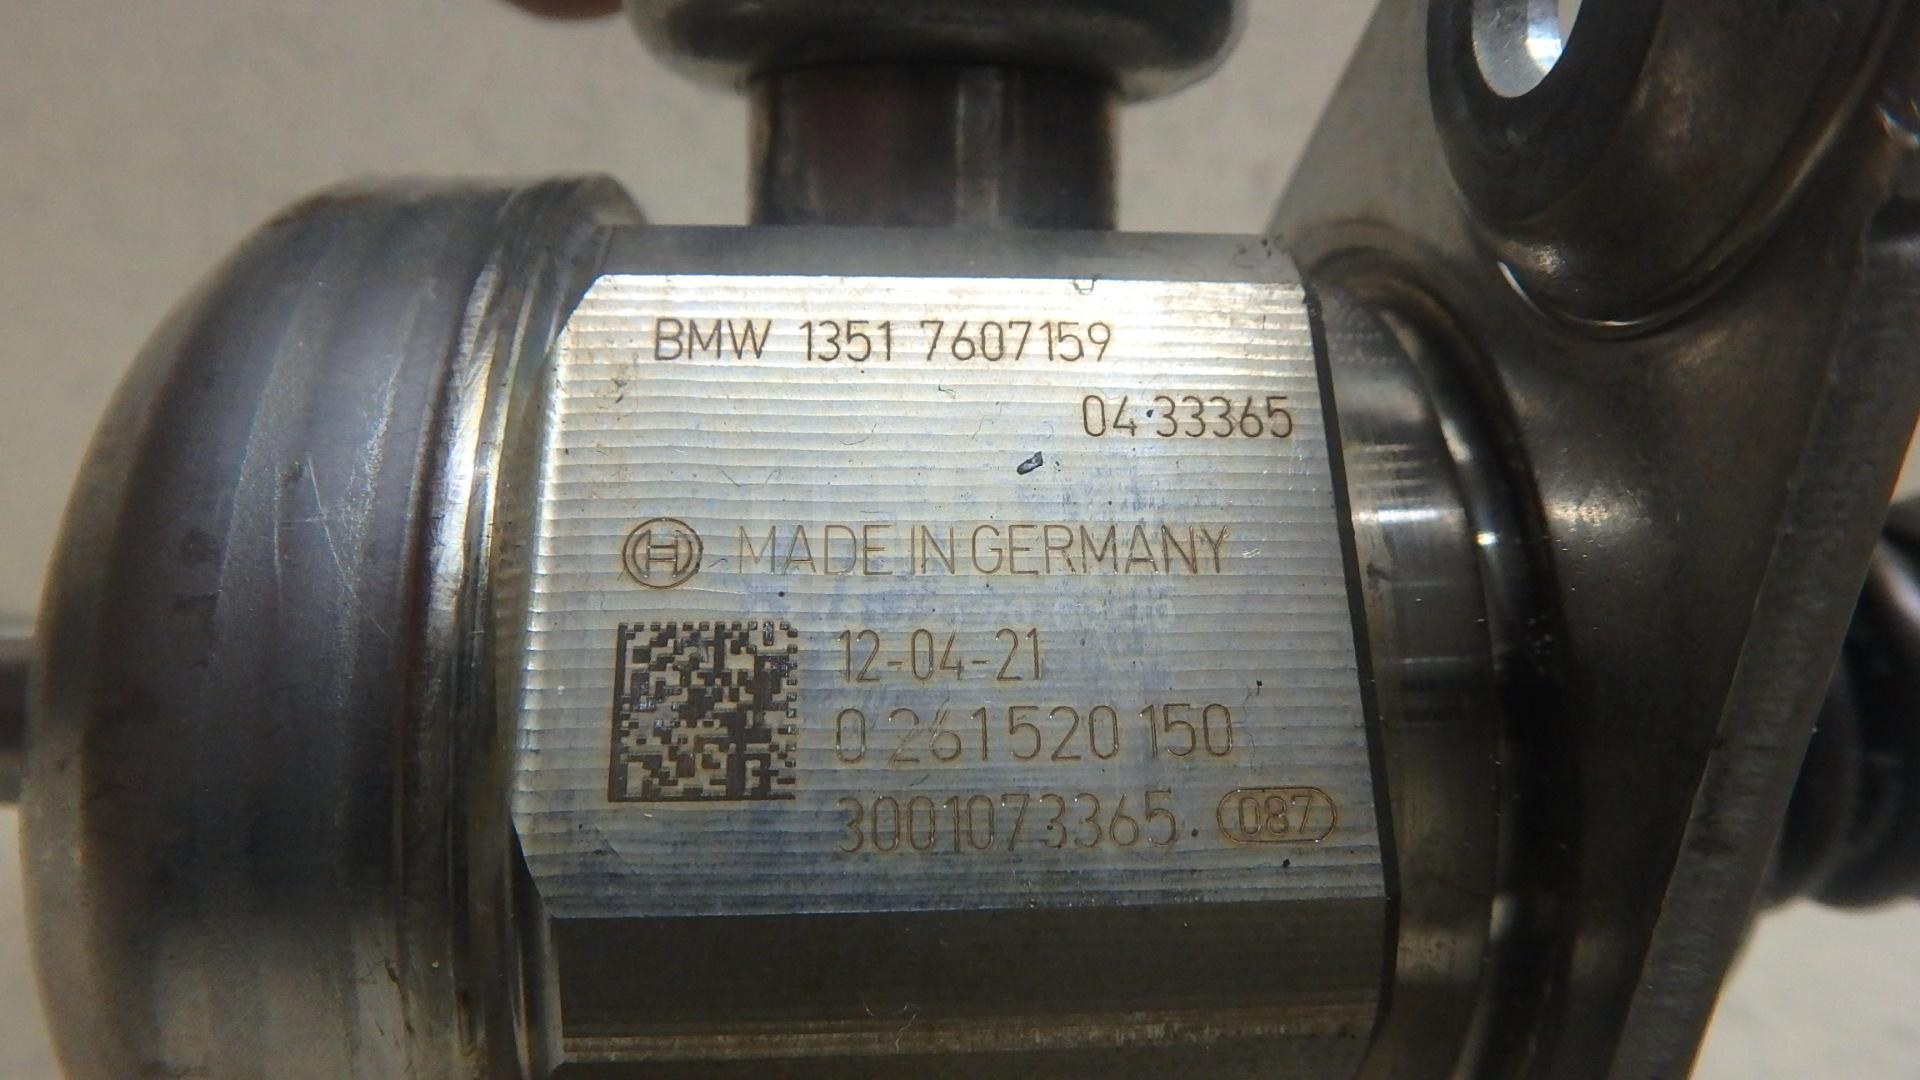 BMW 1351 7607159
04 33365
MADE IN GERMANY
12-04-21
0 261 520 150
3001073365. 087